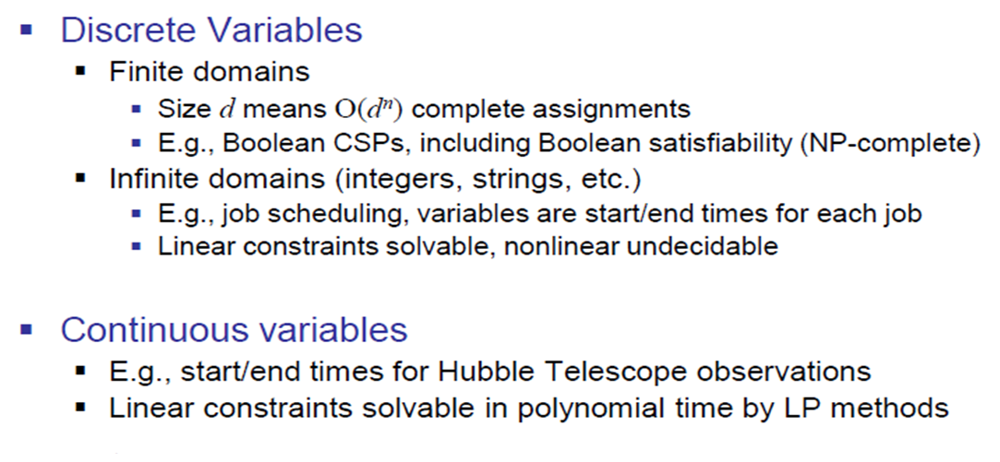 ▪ Discrete Variables
▪ Finite domains
▪ Size d means O(dⁿ) complete assignments
▪ E.g., Boolean CSPs, including Boolean satisfiability (NP-complete)
▪ Infinite domains (integers, strings, etc.)
▪ E.g., job scheduling, variables are start/end times for each job
▪ Linear constraints solvable, nonlinear undecidable
▪ Continuous variables
▪ E.g., start/end times for Hubble Telescope observations
▪ Linear constraints solvable in polynomial time by LP methods